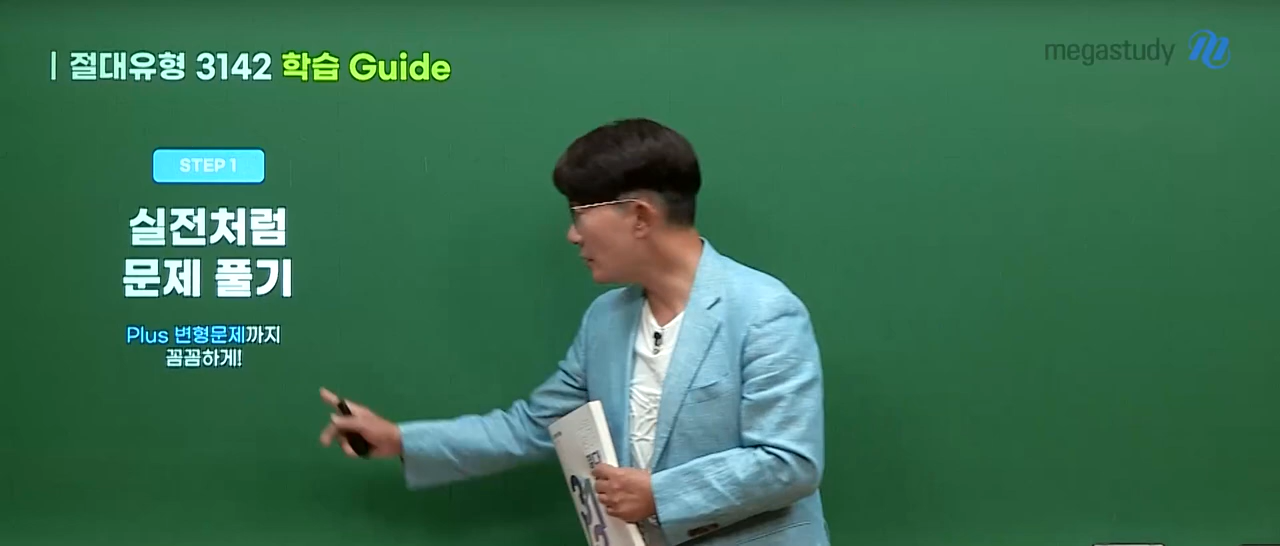 절대유형 3142 학습 Guide
megastudy
STEP 1
실전처럼
문제 풀기
Plus 변형문제까지
꼼꼼하게!